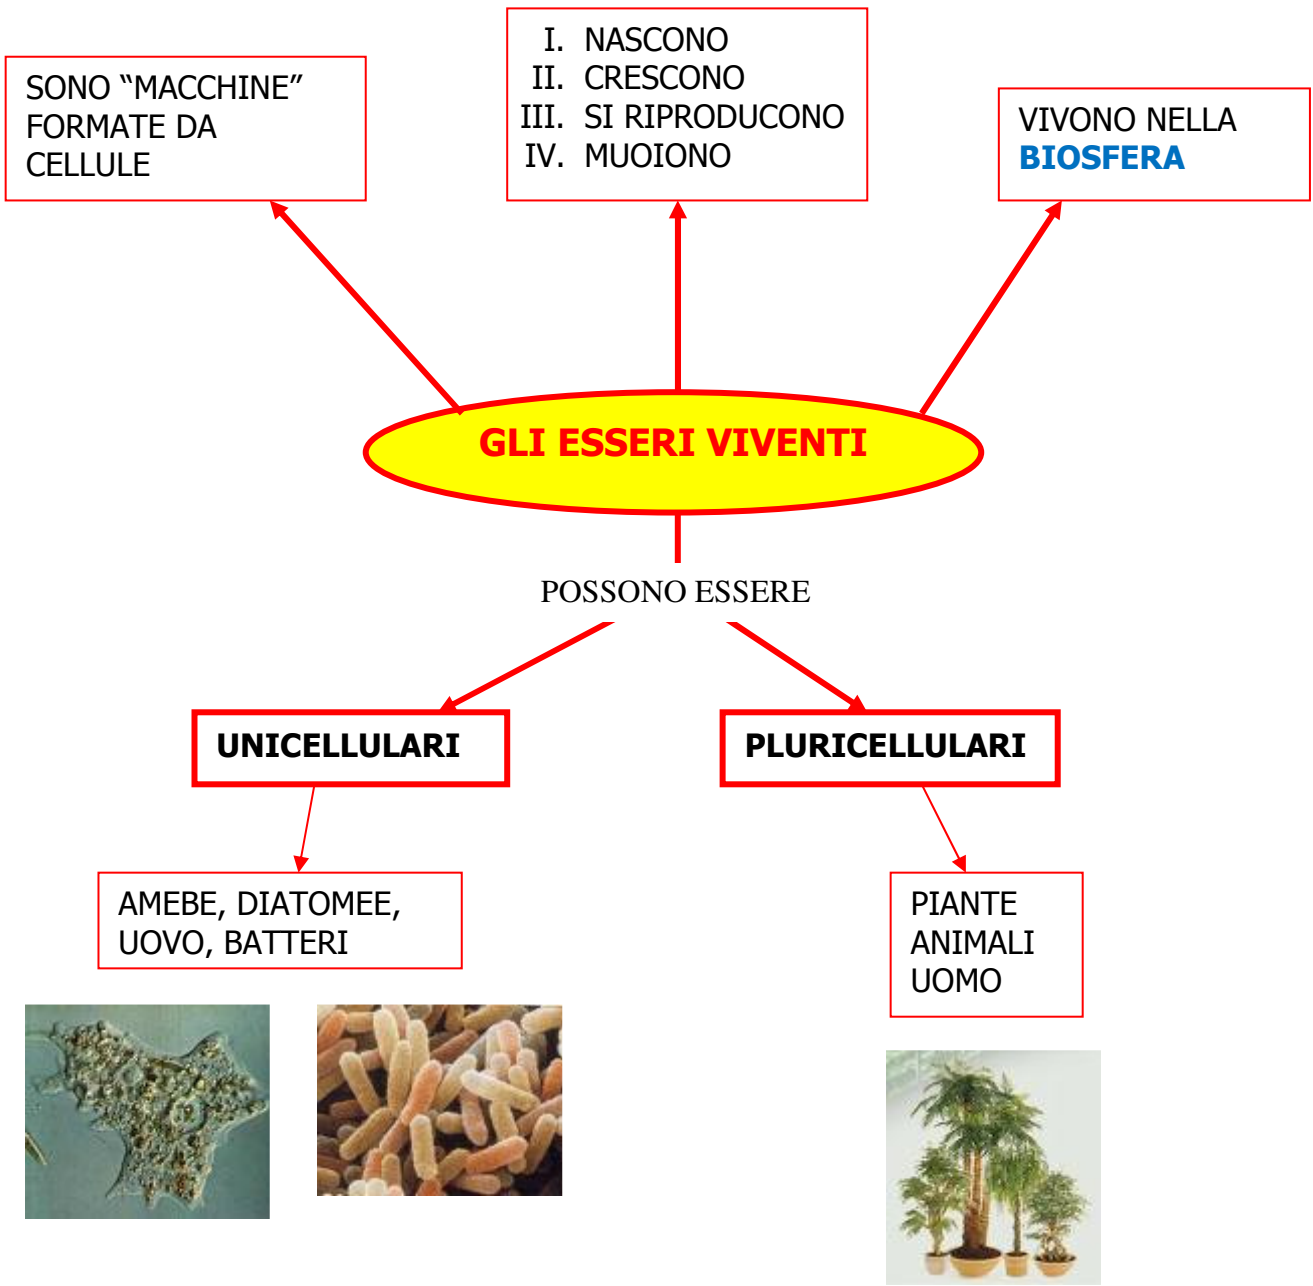 SONO “MACCHINE”
FORMATE DA
CELLULE
I. NASCONO
II. CRESCONO
III. SI RIPRODUCONO
IV. MUOIONO
VIVONO NELLA
BIOSFERA
GLI ESSERI VIVENTI
POSSONO ESSERE
UNICELLULARI
PLURICELLULARI
AMEBE, DIATOMEE,
UOVO, BATTERI
PIANTE
ANIMALI
UOMO